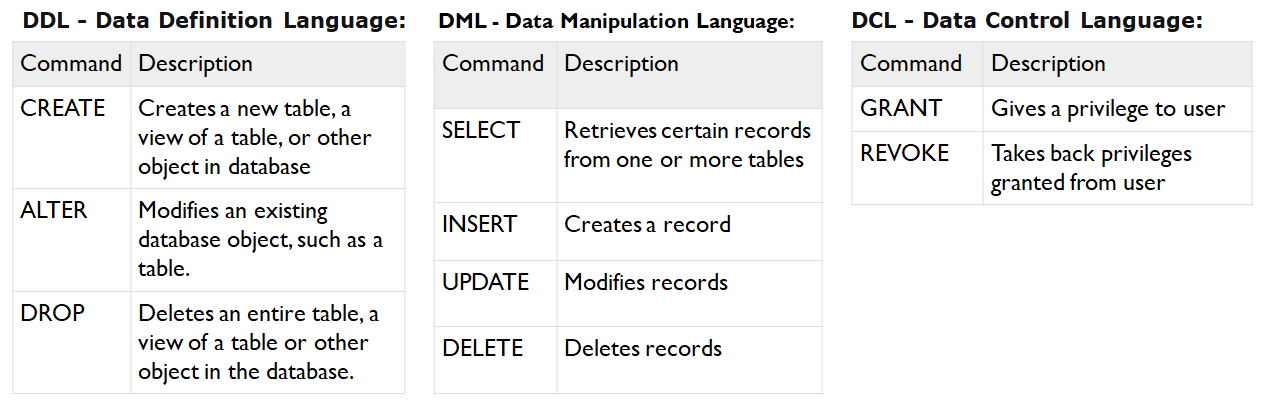 DDL - Data Definition Language:
Command Description
CREATE Creates a new table, a
view of a table, or other
object in database
ALTER Modifies an existing
database object, such as a
table.
DROP Deletes an entire table, a
view of a table or other
object in the database.
DML - Data Manipulation Language:
Command Description
SELECT Retrieves certain records
from one or more tables
INSERT Creates a record
UPDATE Modifies records
DELETE Deletes records
DCL - Data Control Language:
Command Description
GRANT Gives a privilege to user
REVOKE Takes back privileges
granted from user